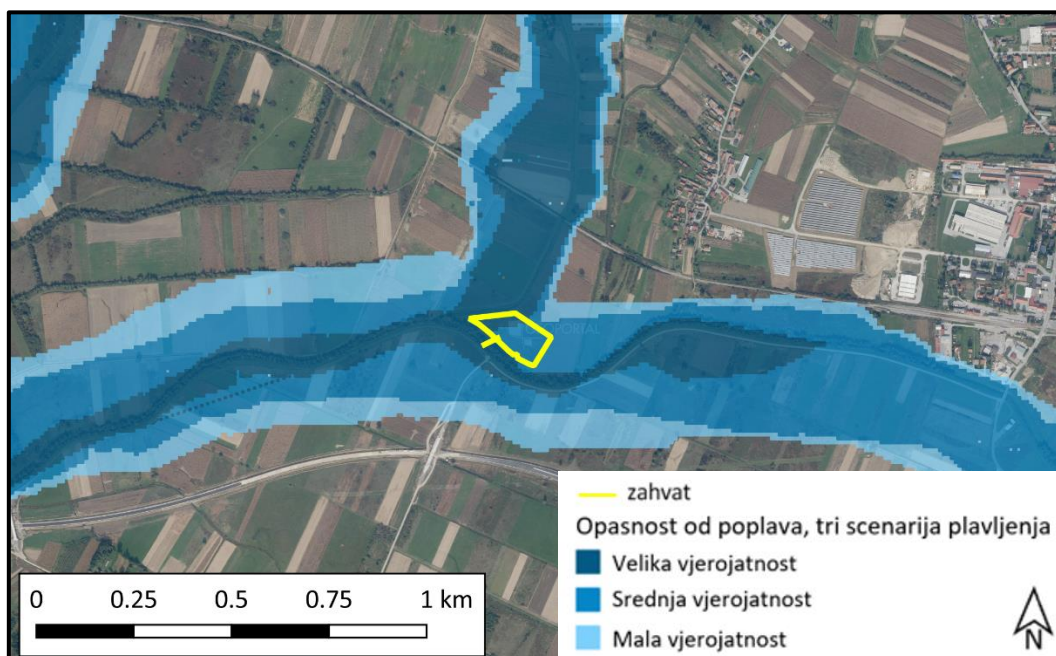 PORTAL
0 0.25 0.5 0.75 1 km
zahvat
Opasnost od poplava, tri scenarija plavljenja
Velika vjerojatnost
Srednja vjerojatnost
Mala vjerojatnost
N